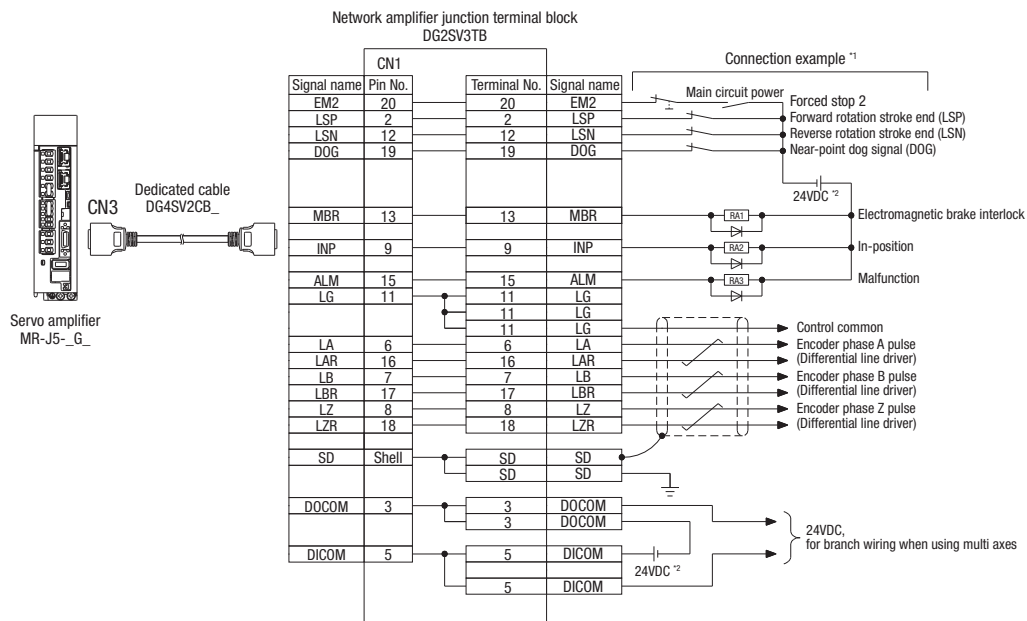 Network amplifier junction terminal block
DG2SV3TB
Connection example *1
CN1
Signal name Pin No. Terminal No. Signal name
EM2 20 20 EM2 Main circuit power Forced stop 2
LSP 2 2 LSP Forward rotation stroke end (LSP)
LSN 12 12 LSN Reverse rotation stroke end (LSN)
DOG 19 19 DOG Near-point dog signal (DOG)
24VDC *2
Dedicated cable
DG4SV2CB_
CN3
MBR 13 13 MBR RA1 Electromagnetic brake interlock
INP 9 9 INP RA2 In-position
ALM 15 15 ALM RA3 Malfunction
LG 11 11 LG
11 LG
11 LG Control common
Servo amplifier
MR-J5-_G_
LA 6 6 LA Encoder phase A pulse
LAR 16 16 LAR (Differential line driver)
LB 7 7 LB Encoder phase B pulse
LBR 17 17 LBR (Differential line driver)
LZ 8 8 LZ Encoder phase Z pulse
LZR 18 18 LZR (Differential line driver)
SD Shell SD SD
SD SD
DOCOM 3 3 DOCOM
3 DOCOM
24VDC,
for branch wiring when using multi axes
DICOM 5 5 DICOM
24VDC *2
5 DICOM